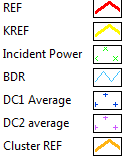 REF
KREF
Incident Power
BDR
DC1 Average
DC2 average
Cluster REF